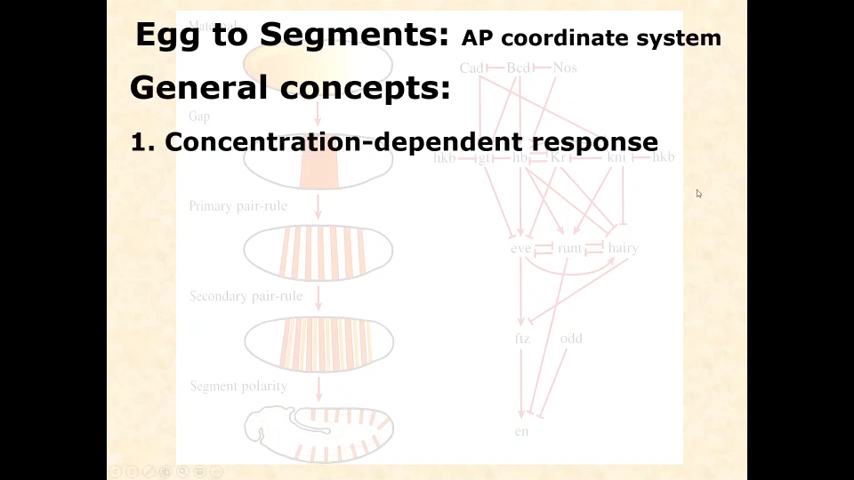 Egg to Segments: AP coordinate system
General concepts:
1. Concentration-dependent response
Maternal
Gap
Primary pair-rule
Secondary pair-rule
Segment polarity
Cad Bcd Nos
hkb gt hb Kr kni hkb
eve runt hairy
ftz odd
en